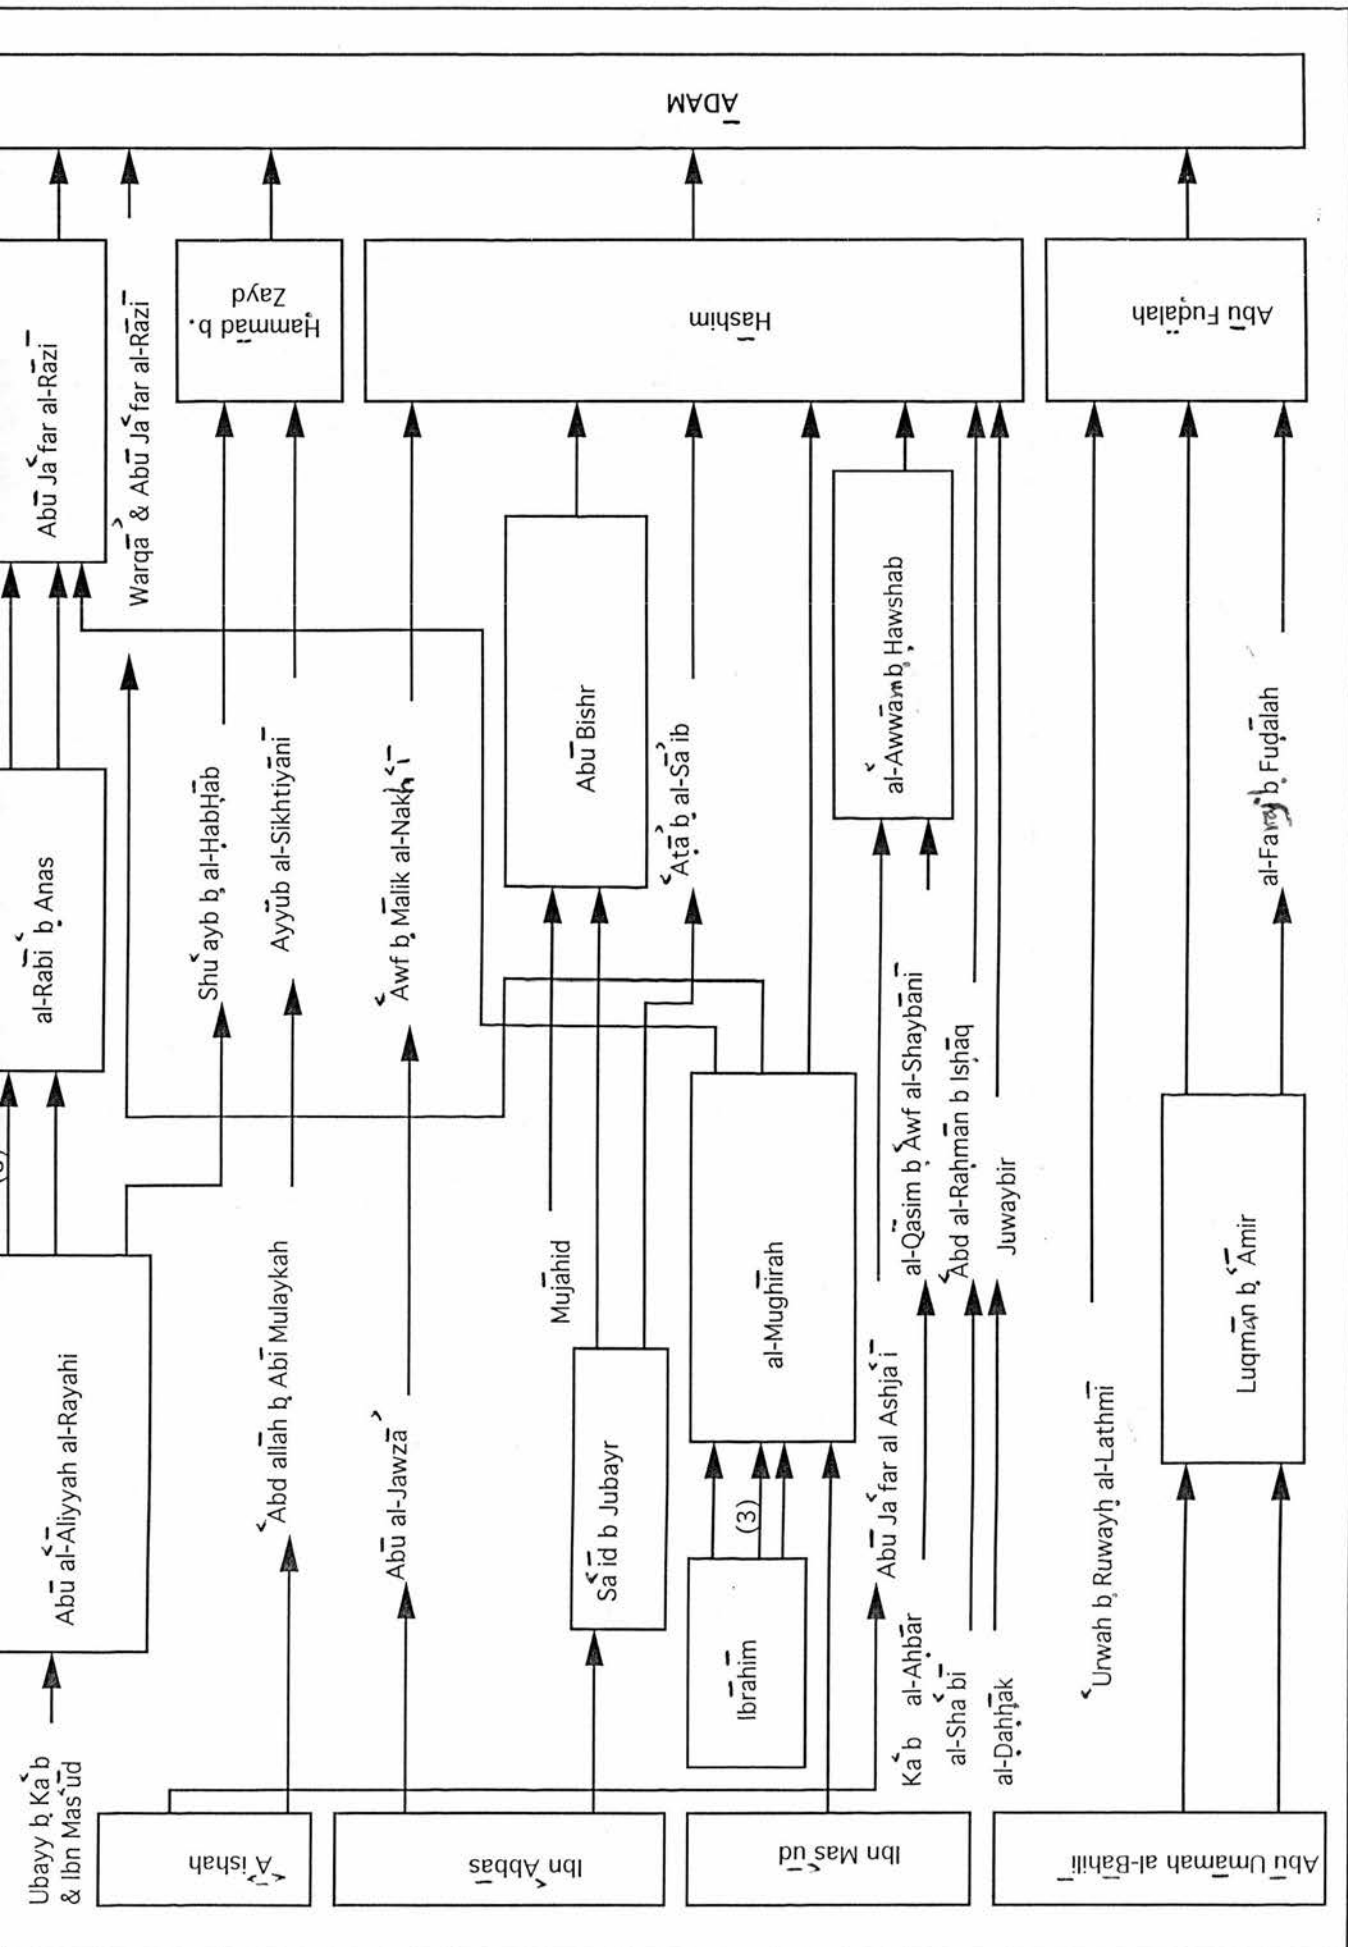 ĀDAM
Abū Jaʿfar al-Rāzī
Warqāʾ & Abū Jaʿfar al-Rāzī
Ḥammād b.
Zayd
Hāshim
Abū Fuḍālah
al-Rabīʿ b. Anas
Shuʿayb b. al-ḤabḤāb
Ayyūb al-Sikhtiyānī
ʿAwf b. Mālik al-Nakhʿī
Abū Bishr
ʿAṭāʾ b. al-Sāʾib
al-ʿAwwām b. Ḥawshab
al-Faraj b. Fuḍālah
Abū al-ʿĀliyyah al-Rayahi
ʿAbd allāh b. Abī Mulaykah
Abū al-Jawzāʾ
Mujāhid
Saʿīd b Jubayr
al-Mughīrah
(3)
Ibrāhīm
Abū Jaʿfar al Ashjaʿī
al-Qāsim b. ʿAwf al-Shaybānī
ʿAbd al-Raḥmān b Isḥāq
Juwaybir
Kaʿb al-Aḥbār
al-Shaʿbī
al-Ḍaḥḥāk
ʿUrwah b. Ruwayḥ al-Lathmī
Luqmān b. ʿĀmir
Ubayy b. Kaʿb
& Ibn Masʿūd
ʿĀʾishah
Ibn ʿAbbās
Ibn Masʿūd
Abū Umāmah al-Bāhilī